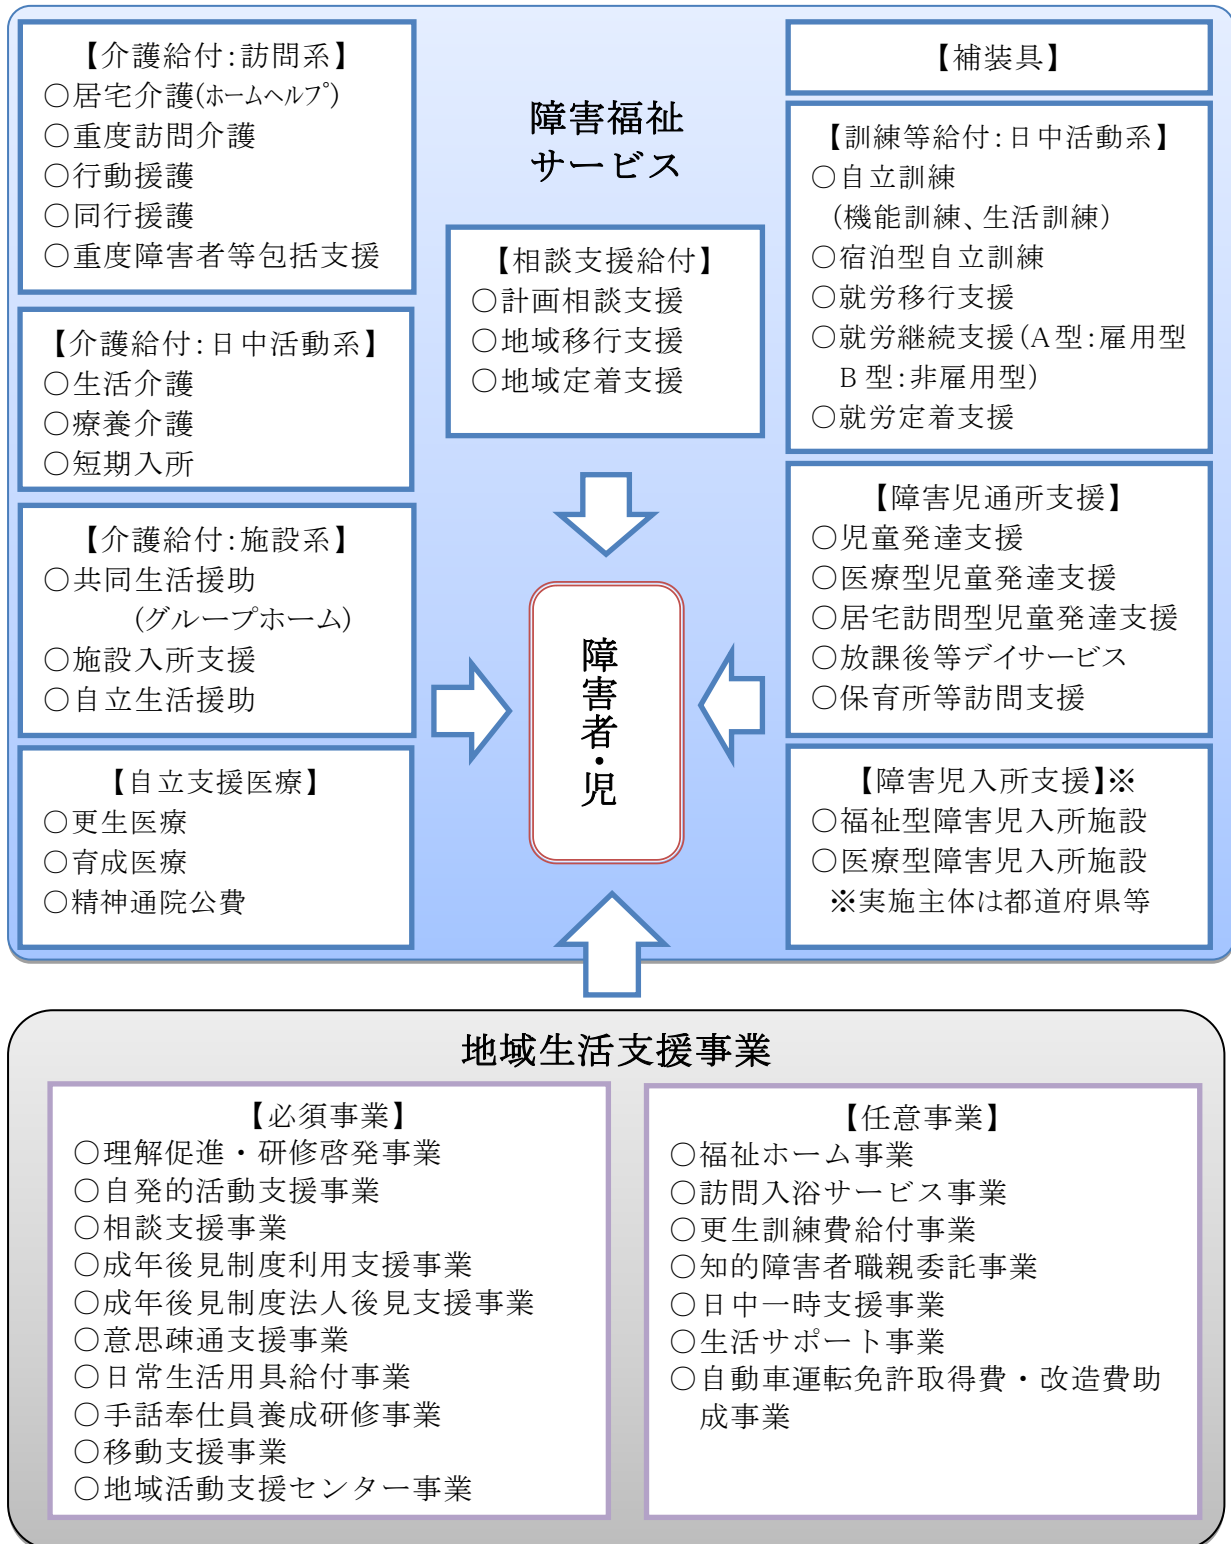 障害福祉
サービス
【介護給付:訪問系】
○居宅介護(ホームヘルプ)
○重度訪問介護
○行動援護
○同行援護
○重度障害者等包括支援
【介護給付:日中活動系】
○生活介護
○療養介護
○短期入所
【介護給付:施設系】
○共同生活援助
(グループホーム)
○施設入所支援
○自立生活援助
【自立支援医療】
○更生医療
○育成医療
○精神通院公費
【相談支援給付】
○計画相談支援
○地域移行支援
○地域定着支援
障害者・児
【補装具】
【訓練等給付:日中活動系】
○自立訓練
(機能訓練、生活訓練)
○宿泊型自立訓練
○就労移行支援
○就労継続支援(A型:雇用型
B型:非雇用型)
○就労定着支援
【障害児通所支援】
○児童発達支援
○医療型児童発達支援
○居宅訪問型児童発達支援
○放課後等デイサービス
○保育所等訪問支援
【障害児入所支援】※
○福祉型障害児入所施設
○医療型障害児入所施設
※実施主体は都道府県等
地域生活支援事業
【必須事業】
○理解促進・研修啓発事業
○自発的活動支援事業
○相談支援事業
○成年後見制度利用支援事業
○成年後見制度法人後見支援事業
○意思疎通支援事業
○日常生活用具給付事業
○手話奉仕員養成研修事業
○移動支援事業
○地域活動支援センター事業
【任意事業】
○福祉ホーム事業
○訪問入浴サービス事業
○更生訓練費給付事業
○知的障害者職親委託事業
○日中一時支援事業
○生活サポート事業
○自動車運転免許取得費・改造費助
成事業